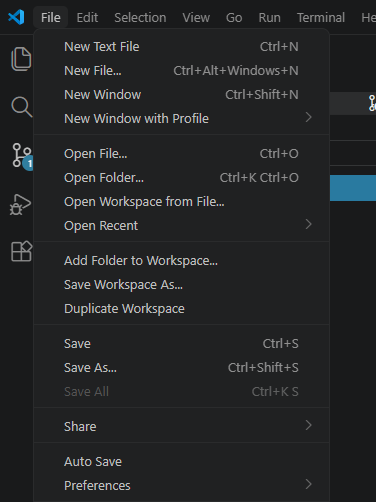 File Edit Selection View Go Run Terminal
New Text File Ctrl+N
New File... Ctrl+Alt+Windows+N
New Window Ctrl+Shift+N
New Window with Profile
1
Open File... Ctrl+O
Open Folder... Ctrl+K Ctrl+O
Open Workspace from File...
Open Recent
Add Folder to Workspace...
Save Workspace As...
Duplicate Workspace
Save Ctrl+S
Save As... Ctrl+Shift+S
Save All Ctrl+K S
Share
Auto Save
Preferences